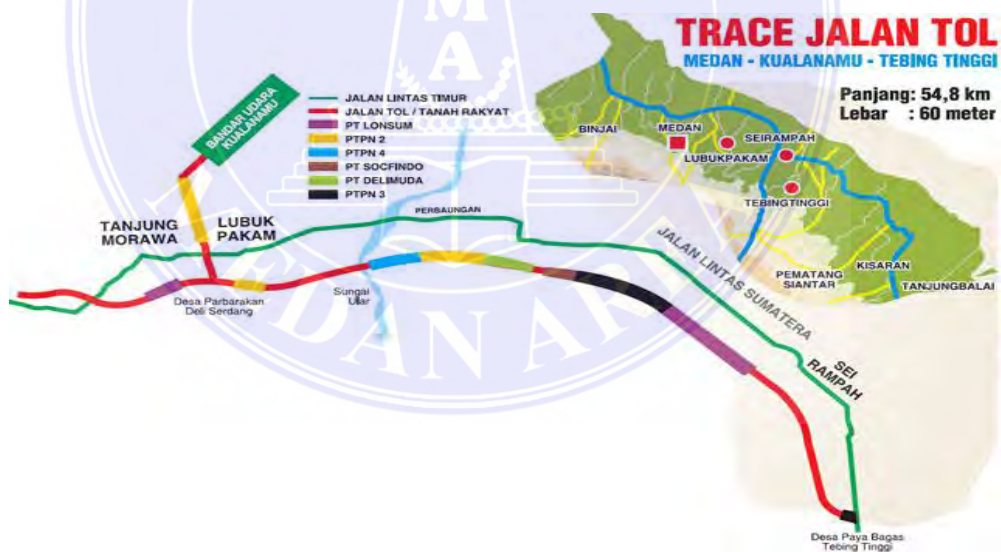 M
A
MEDAN AREA
TRACE JALAN TOL
MEDAN - KUALANAMU - TEBING TINGGI
Panjang: 54,8 km
Lebar : 60 meter
BINJAI
MEDAN
LUBUKPAKAM
SEIRAMPAH
TEBINGTINGGI
PEMATANG
SIANTAR
KISARAN
TANJUNGBALAI
BANDAR UDARA
KUALANAMU
JALAN LINTAS TIMUR
JALAN TOL / TANAH RAKYAT
PT LONSUM
PTPN 2
PTPN 4
PT SOCFINDO
PT DELIMUDA
PTPN 3
TANJUNG
MORAWA
LUBUK
PAKAM
PERBAUNGAN
JALAN LINTAS SUMATERA
SEI
RAMPAH
Desa Parbarakan
Deli Serdang
Sungai
Ular
Desa Paya Bagas
Tebing Tinggi